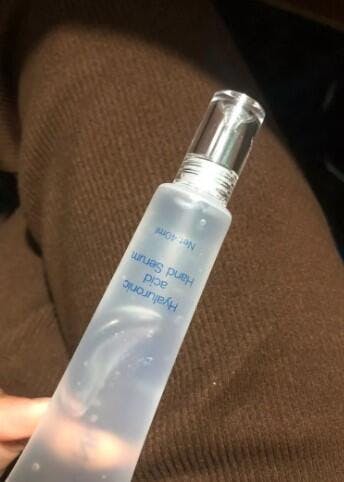 Hyaluronic
acid
Hand Serum
Net 40ml